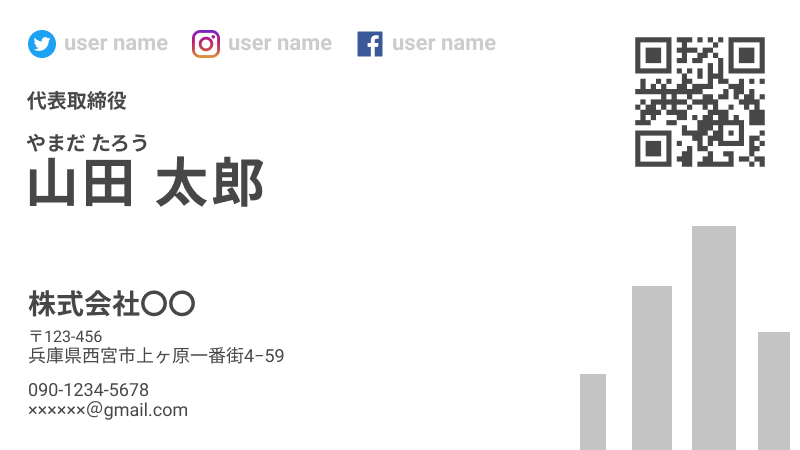 user name user name user name
代表取締役
やまだ たろう
山田 太郎
株式会社〇〇
〒123-456
兵庫県西宮市上ヶ原一番街4−59
090-1234-5678
××××××@gmail.com